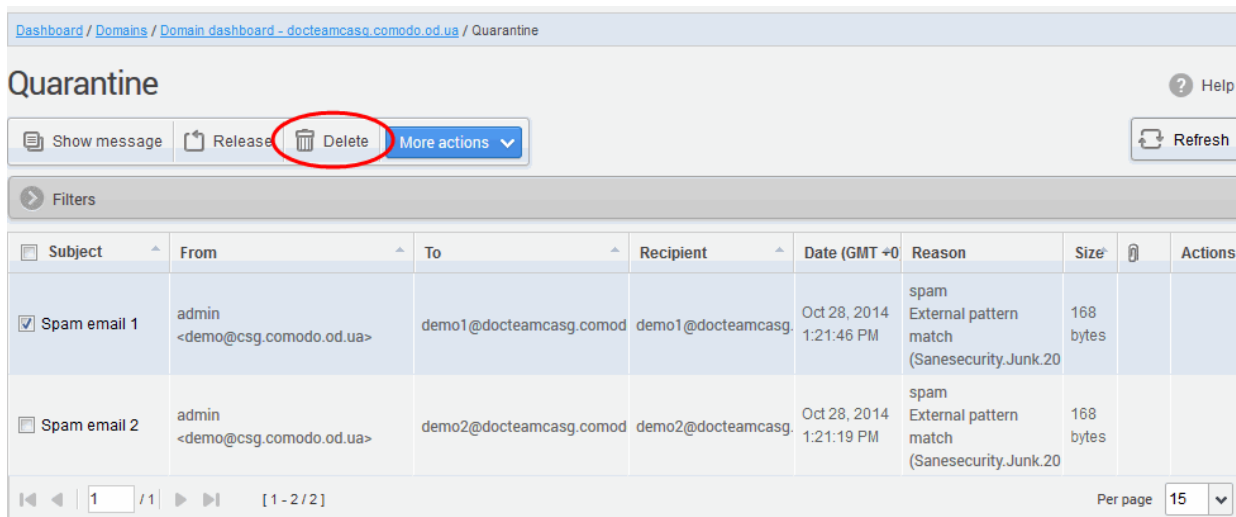 Dashboard / Domains / Domain dashboard - docteamcasg.comodo.od.ua / Quarantine
Quarantine
Help
Show message Release Delete More actions Refresh
Filters
Subject From To Recipient Date (GMT +0 Reason Size Actions
Spam email 1
admin
<demo@csg.comodo.od.ua>
demo1@docteamcasg.comod
demo1@docteamcasg.
Oct 28, 2014
1:21:46 PM
spam
External pattern
match
(Sanesecurity.Junk.20
168
bytes
Spam email 2
admin
<demo@csg.comodo.od.ua>
demo2@docteamcasg.comod
demo2@docteamcasg.
Oct 28, 2014
1:21:19 PM
spam
External pattern
match
(Sanesecurity.Junk.20
168
bytes
1 / 1 [ 1 - 2 / 2 ] Per page 15